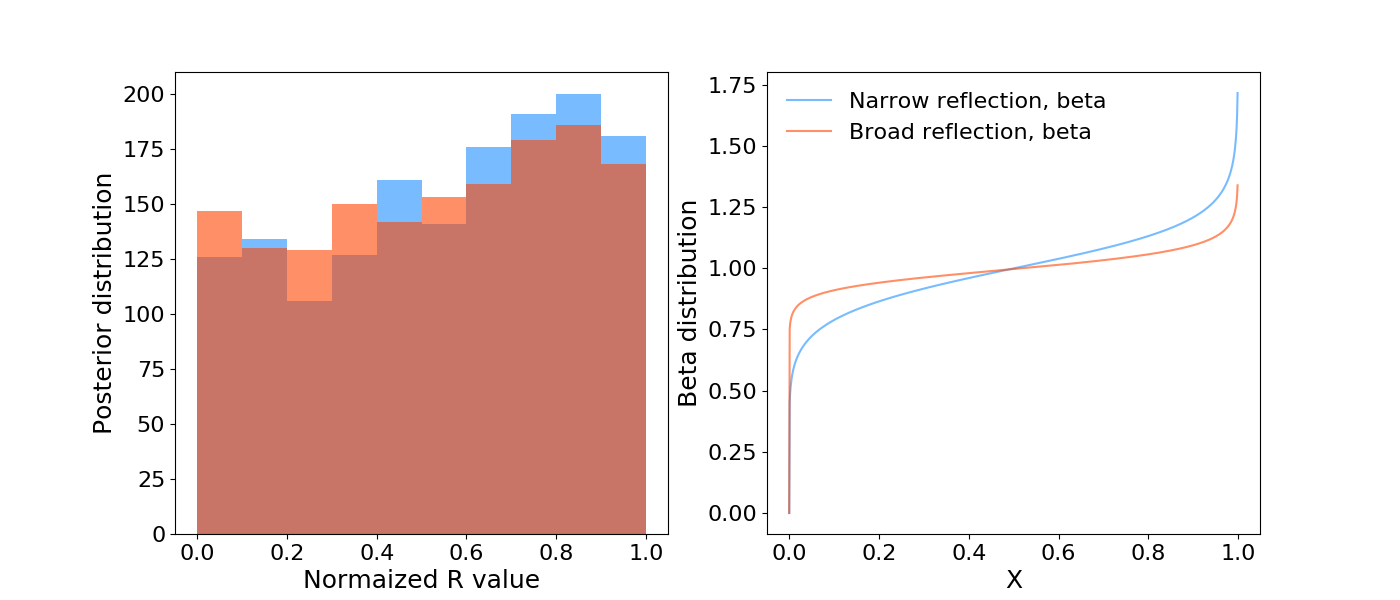 200
175
150
125
100
75
50
25
0
0.0 0.2 0.4 0.6 0.8 1.0
Normaized R value
Posterior distribution
1.75
1.50
1.25
1.00
0.75
0.50
0.25
0.00
0.0 0.2 0.4 0.6 0.8 1.0
X
Beta distribution
Narrow reflection, beta
Broad reflection, beta